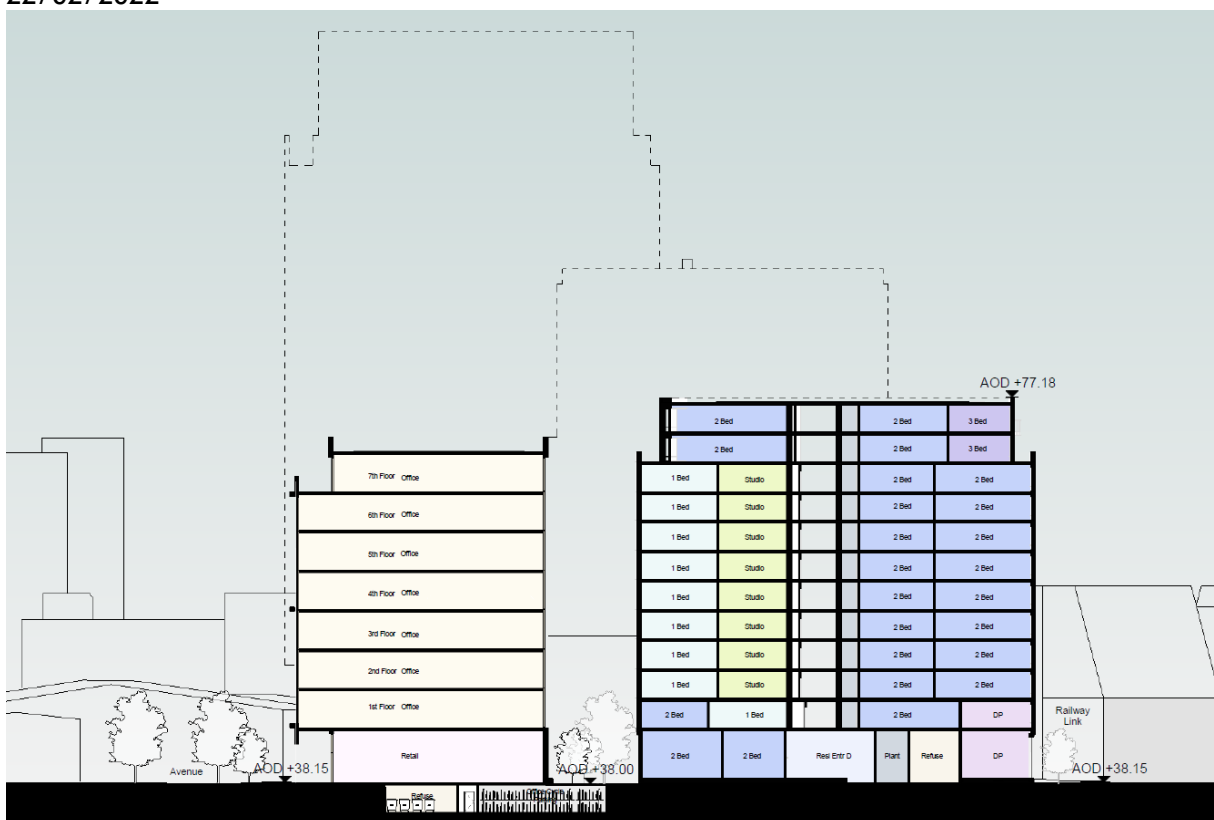 22/02/2022
AOD +77.18
2 Bed 2 Bed 3 Bed
2 Bed 2 Bed 3 Bed
7th Floor Office
1 Bed Studio 2 Bed 2 Bed
6th Floor Office
1 Bed Studio 2 Bed 2 Bed
1 Bed Studio 2 Bed 2 Bed
5th Floor Office
1 Bed Studio 2 Bed 2 Bed
4th Floor Office
1 Bed Studio 2 Bed 2 Bed
1 Bed Studio 2 Bed 2 Bed
3rd Floor Office
1 Bed Studio 2 Bed 2 Bed
2nd Floor Office
1 Bed Studio 2 Bed 2 Bed
1st Floor Office
2 Bed 1 Bed 2 Bed DP
Railway
Link
Retail
2 Bed 2 Bed Resi Entr D Plant Refuse DP
Avenue
AOD +38.15
AOD +38.00
AOD +38.15
Refuse